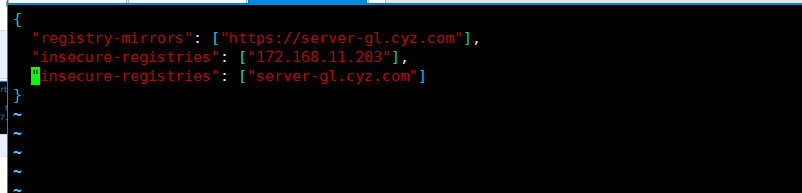 {
"registry-mirrors": ["https://server-gl.cyz.com"],
"insecure-registries": ["172.168.11.203"],
"insecure-registries": ["server-gl.cyz.com"]
}
~
~
~
~
~